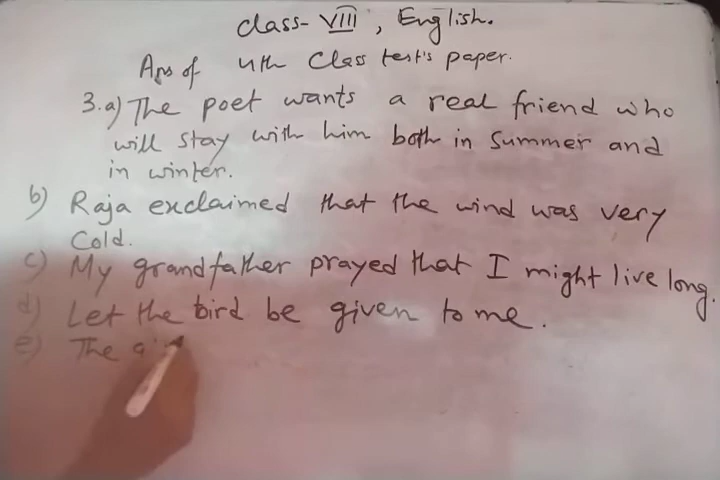 class- VIII, English.
Ans of 4th Class test's paper.
3. a) The poet wants a real friend who
will stay with him both in summer and
in winter.
b) Raja exclaimed that the wind was very
Cold.
c) My grandfather prayed that I might live long.
d) Let the bird be given to me.
e) The